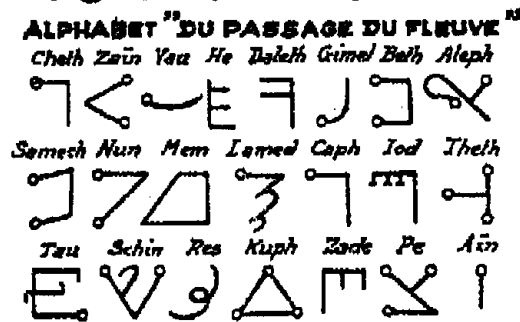 ALPHABET "DU PASSAGE DU FLEUVE"
Cheth Zaïn Vau He Daleth Gimel Beth Aleph
Samech Nun Mem Lamed Caph Iod Theth
Tau Schin Res Kuph Zade Pe Aïn